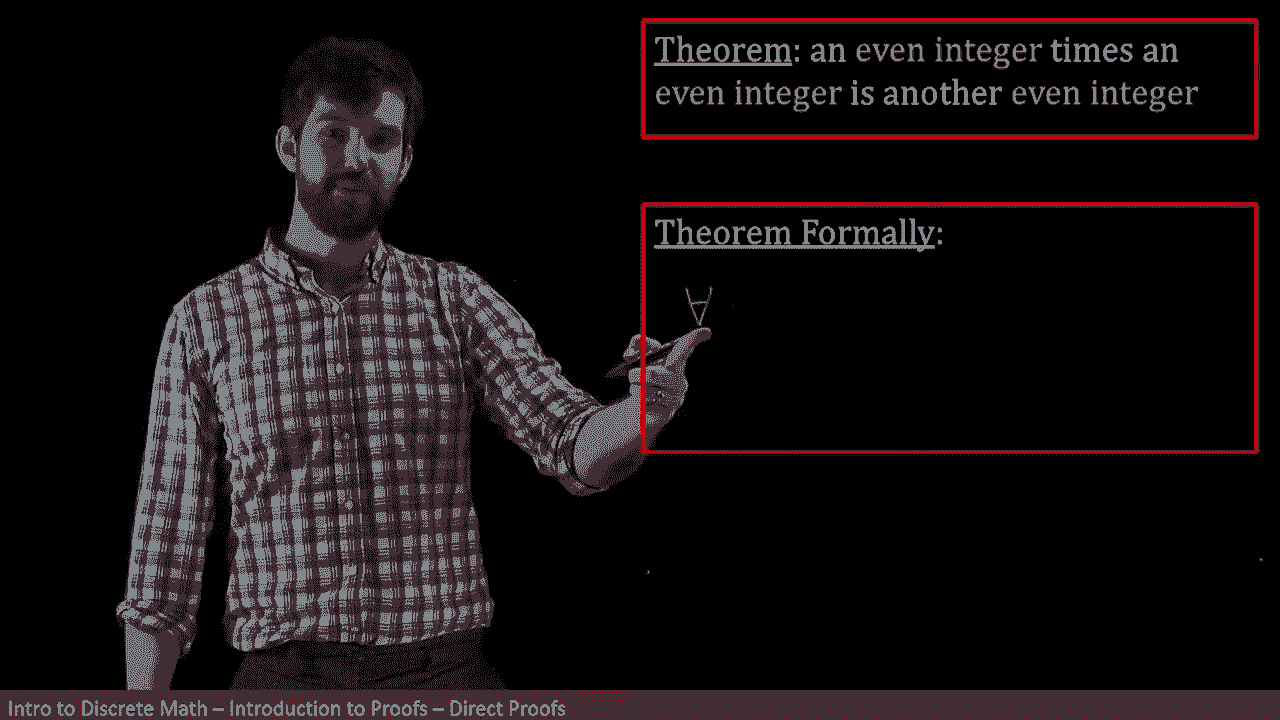 Theorem: an even integer times an
even integer is another even integer
Theorem Formally:
∀
Intro to Discrete Math – Introduction to Proofs – Direct Proofs